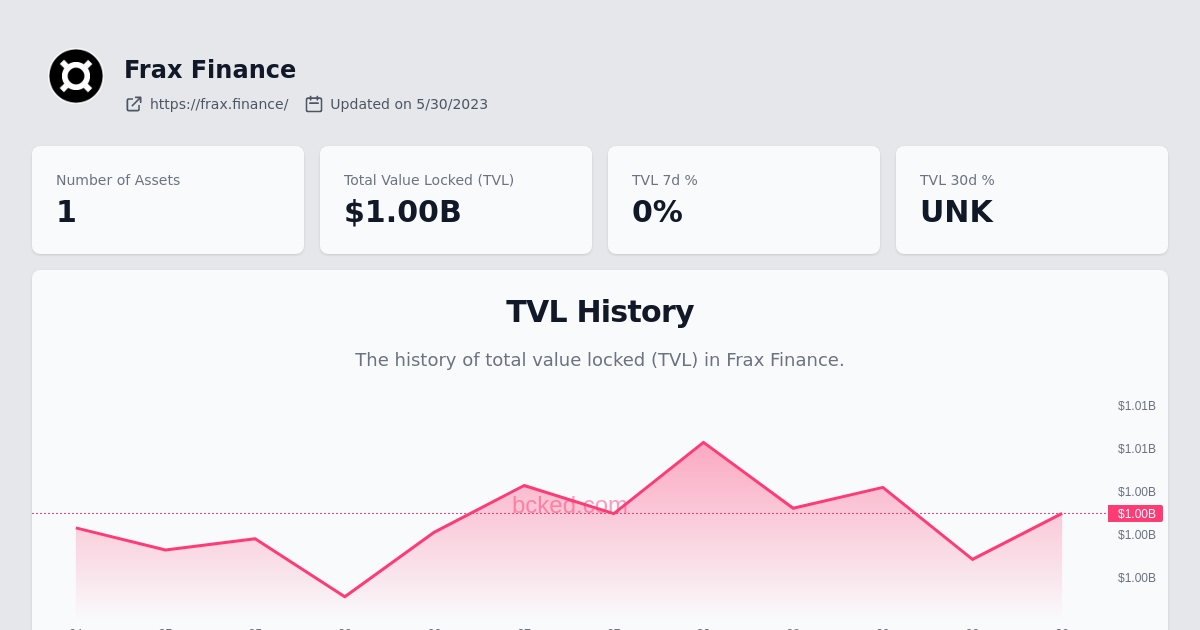 Frax Finance
https://frax.finance/ Updated on 5/30/2023
Number of Assets
1
Total Value Locked (TVL)
$1.00B
TVL 7d %
0%
TVL 30d %
UNK
TVL History
The history of total value locked (TVL) in Frax Finance.
$1.01B
$1.01B
$1.00B
bcked.com
$1.00B
$1.00B
$1.00B